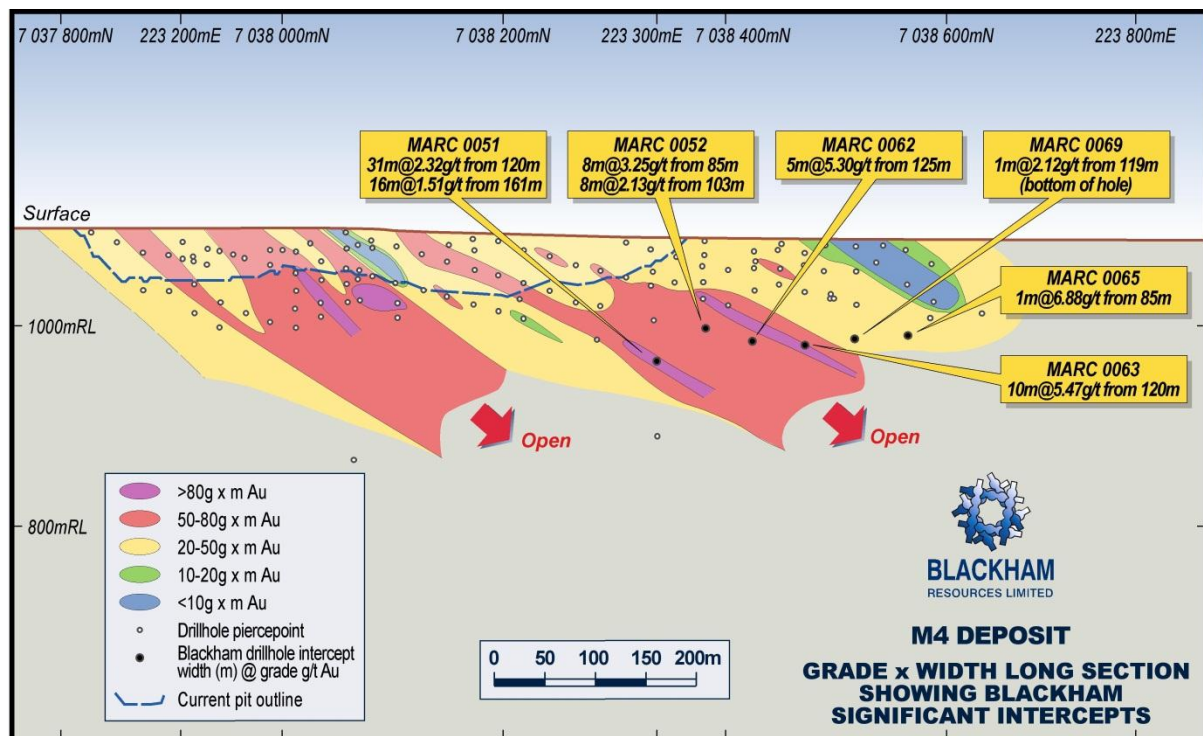 7 037 800mN
223 200mE
7 038 000mN
7 038 200mN
223 300mE
7 038 400mN
7 038 600mN
223 800mE
MARC 0051
31m@2.32g/t from 120m
16m@1.51g/t from 161m
MARC 0052
8m@3.25g/t from 85m
8m@2.13g/t from 103m
MARC 0062
5m@5.30g/t from 125m
MARC 0069
1m@2.12g/t from 119m
(bottom of hole)
Surface
MARC 0065
1m@6.88g/t from 85m
1000mRL
MARC 0063
10m@5.47g/t from 120m
Open
Open
800mRL
>80g x m Au
50-80g x m Au
20-50g x m Au
10-20g x m Au
<10g x m Au
Drillhole piercepoint
Blackham drillhole intercept
width (m) @ grade g/t Au
Current pit outline
0 50 100 150 200m
BLACKHAM
RESOURCES LIMITED
M4 DEPOSIT
GRADE x WIDTH LONG SECTION
SHOWING BLACKHAM
SIGNIFICANT INTERCEPTS